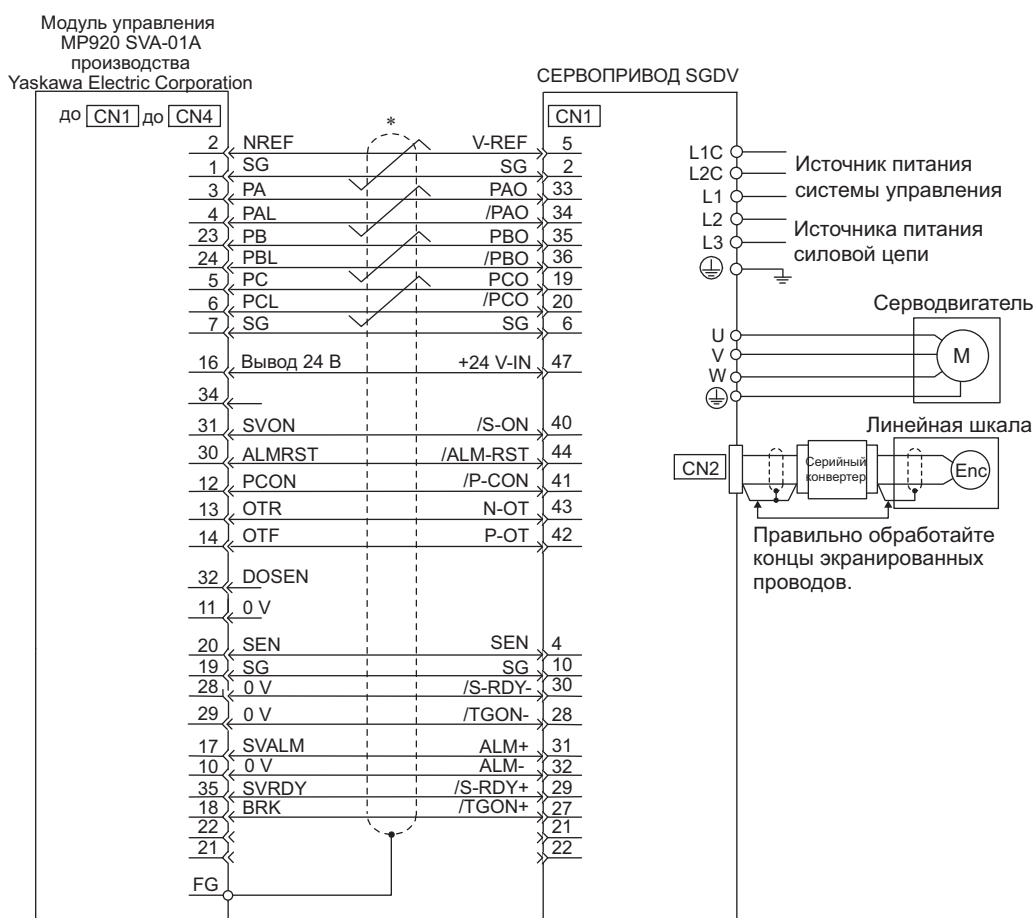 Модуль управления
MP920 SVA-01A
производства
Yaskawa Electric Corporation
до CN1 до CN4
СЕРВОПРИВОД SGDV
CN1
*
2 NREF V-REF 5
1 SG SG 2
3 PA PAO 33
4 PAL /PAO 34
23 PB PBO 35
24 PBL /PBO 36
5 PC PCO 19
6 PCL /PCO 20
7 SG SG 6
16 Вывод 24 В +24 V-IN 47
34
31 SVON /S-ON 40
30 ALMRST /ALM-RST 44
12 PCON /P-CON 41
13 OTR N-OT 43
14 OTF P-OT 42
32 DOSEN
11 0 V
20 SEN SEN 4
19 SG SG 10
28 0 V /S-RDY- 30
29 0 V /TGON- 28
17 SVALM ALM+ 31
10 0 V ALM- 32
35 SVRDY /S-RDY+ 29
18 BRK /TGON+ 27
22 21
21 22
FG
L1C
L2C
L1
L2
L3
Источник питания
системы управления
Источника питания
силовой цепи
Серводвигатель
U
V
W
M
Линейная шкала
CN2
Серийный
конвертер
Enc
Правильно обработайте
концы экранированных
проводов.